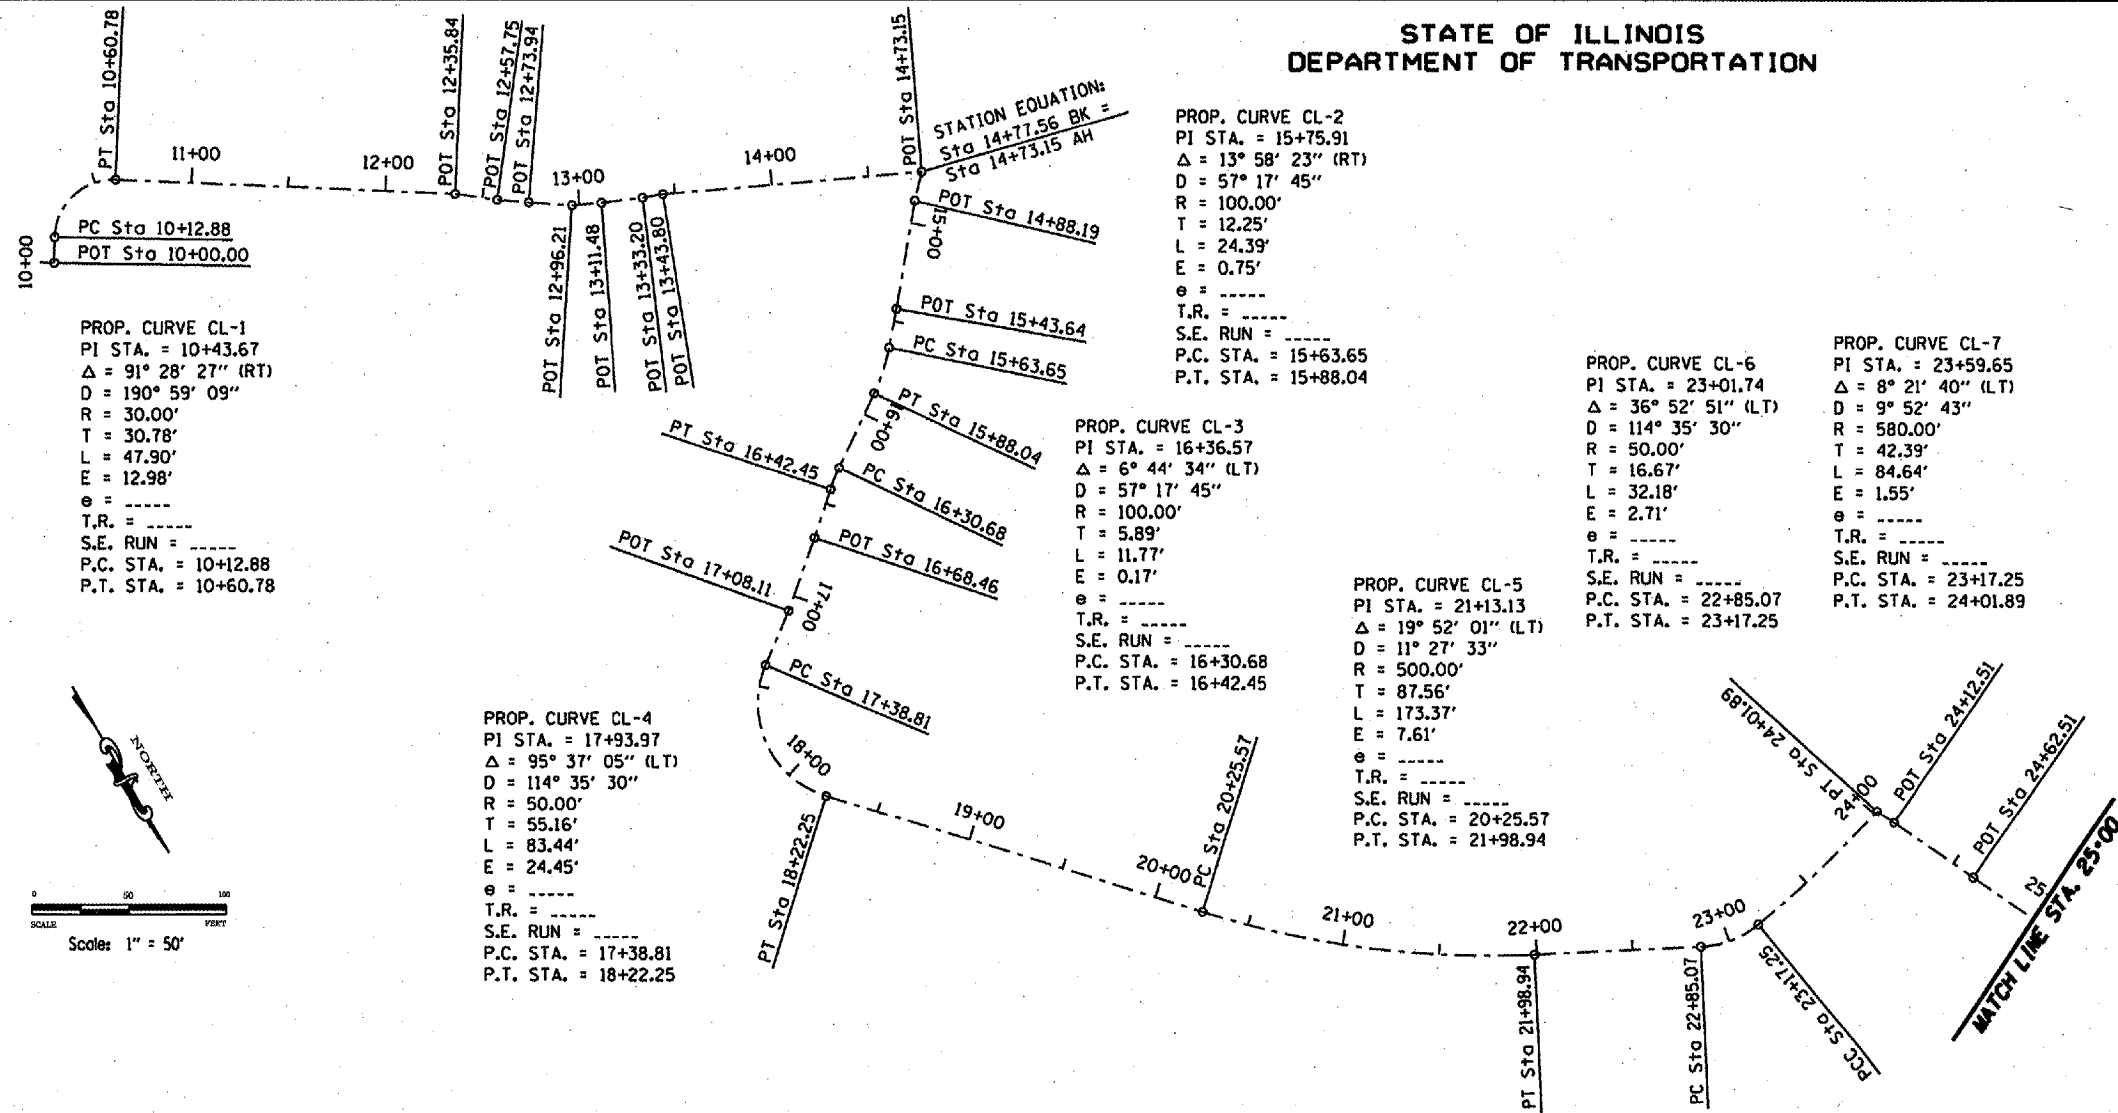 STATE OF ILLINOIS
DEPARTMENT OF TRANSPORTATION
PT Sta 10+60.78
11+00
12+00
POT Sta 12+35.84
POT Sta 12+57.75
POT Sta 12+73.94
13+00
14+00
POT Sta 14+73.15
STATION EQUATION:
Sta 14+77.56 BK =
Sta 14+73.15 AH
10+00
PC Sta 10+12.88
POT Sta 10+00.00
POT Sta 12+96.21
POT Sta 13+11.48
POT Sta 13+33.20
POT Sta 13+43.80
POT Sta 14+88.19
15+00
POT Sta 15+43.64
PC Sta 15+63.65
PT Sta 15+88.04
16+00
PT Sta 16+42.45
PC Sta 16+30.68
POT Sta 16+68.46
POT Sta 17+08.11
17+00
PC Sta 17+38.81
18+00
PT Sta 18+22.25
19+00
20+00
PC Sta 20+25.57
21+00
22+00
PT Sta 21+98.94
23+00
PC Sta 22+85.07
PCC Sta 23+17.25
24+00
PT Sta 24+01.89
POT Sta 24+12.51
POT Sta 24+62.51
25
MATCH LINE STA. 25+00
PROP. CURVE CL-1
PI STA. = 10+43.67
Δ = 91° 28' 27" (RT)
D = 190° 59' 09"
R = 30.00'
T = 30.78'
L = 47.90'
E = 12.98'
e = -----
T.R. = -----
S.E. RUN = -----
P.C. STA. = 10+12.88
P.T. STA. = 10+60.78
PROP. CURVE CL-2
PI STA. = 15+75.91
Δ = 13° 58' 23" (RT)
D = 57° 17' 45"
R = 100.00'
T = 12.25'
L = 24.39'
E = 0.75'
e = -----
T.R. = -----
S.E. RUN = -----
P.C. STA. = 15+63.65
P.T. STA. = 15+88.04
PROP. CURVE CL-3
PI STA. = 16+36.57
Δ = 6° 44' 34" (LT)
D = 57° 17' 45"
R = 100.00'
T = 5.89'
L = 11.77'
E = 0.17'
e = -----
T.R. = -----
S.E. RUN = -----
P.C. STA. = 16+30.68
P.T. STA. = 16+42.45
PROP. CURVE CL-4
PI STA. = 17+93.97
Δ = 95° 37' 05" (LT)
D = 114° 35' 30"
R = 50.00'
T = 55.16'
L = 83.44'
E = 24.45'
e = -----
T.R. = -----
S.E. RUN = -----
P.C. STA. = 17+38.81
P.T. STA. = 18+22.25
PROP. CURVE CL-5
PI STA. = 21+13.13
Δ = 19° 52' 01" (LT)
D = 11° 27' 33"
R = 500.00'
T = 87.56'
L = 173.37'
E = 7.61'
e = -----
T.R. = -----
S.E. RUN = -----
P.C. STA. = 20+25.57
P.T. STA. = 21+98.94
PROP. CURVE CL-6
PI STA. = 23+01.74
Δ = 36° 52' 51" (LT)
D = 114° 35' 30"
R = 50.00'
T = 16.67'
L = 32.18'
E = 2.71'
e = -----
T.R. = -----
S.E. RUN = -----
P.C. STA. = 22+85.07
P.T. STA. = 23+17.25
PROP. CURVE CL-7
PI STA. = 23+59.65
Δ = 8° 21' 40" (LT)
D = 9° 52' 43"
R = 580.00'
T = 42.39'
L = 84.64'
E = 1.55'
e = -----
T.R. = -----
S.E. RUN = -----
P.C. STA. = 23+17.25
P.T. STA. = 24+01.89
NORTH
0 50 100
SCALE FEET
Scale: 1" = 50'